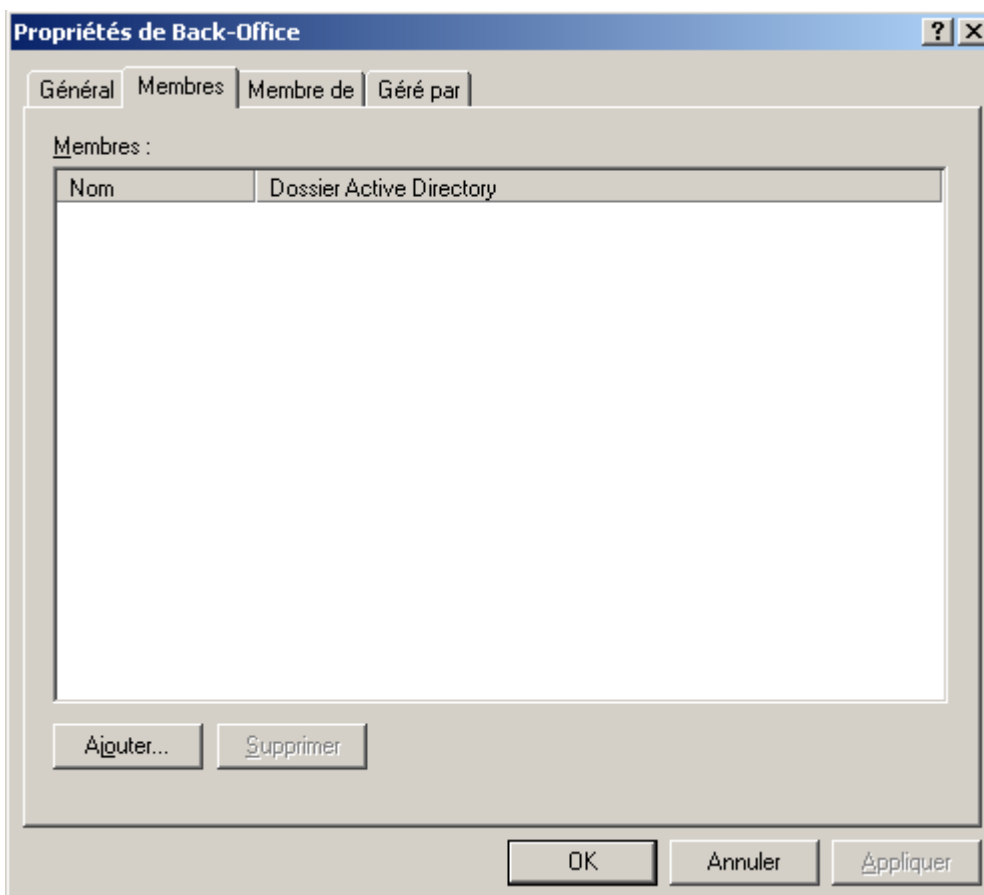 Propriétés de Back-Office
Général Membres Membre de Géré par
Membres :
Nom Dossier Active Directory
Ajouter... Supprimer
OK Annuler Appliquer